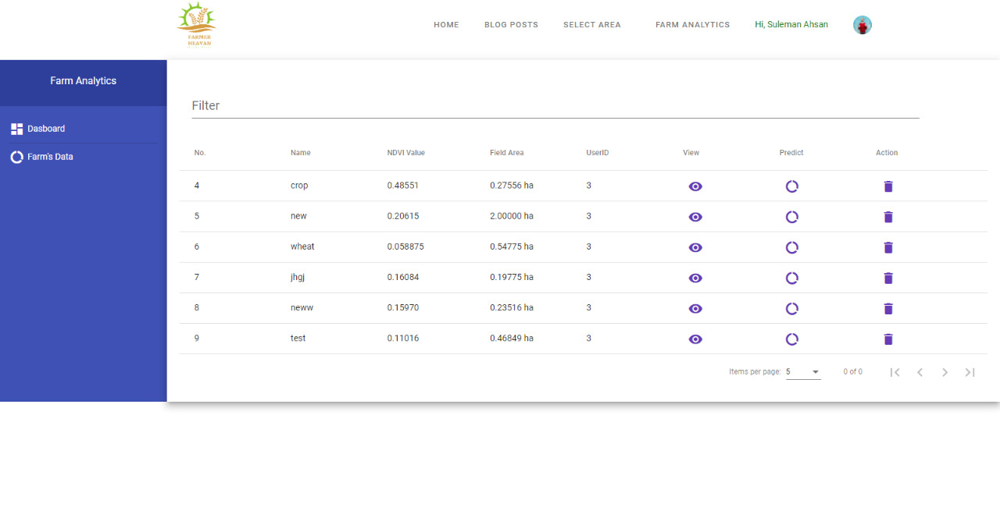 FARMER
HEAVAN
HOME BLOG POSTS SELECT AREA FARM ANALYTICS Hi, Suleman Ahsan
Farm Analytics
Dasboard
Farm's Data
Filter
No. Name NDVI Value Field Area UserID View Predict Action
4 crop 0.48551 0.27556 ha 3
5 new 0.20615 2.00000 ha 3
6 wheat 0.058875 0.54775 ha 3
7 jhgj 0.16084 0.19775 ha 3
8 neww 0.15970 0.23516 ha 3
9 test 0.11016 0.46849 ha 3
Items per page: 5 0 of 0